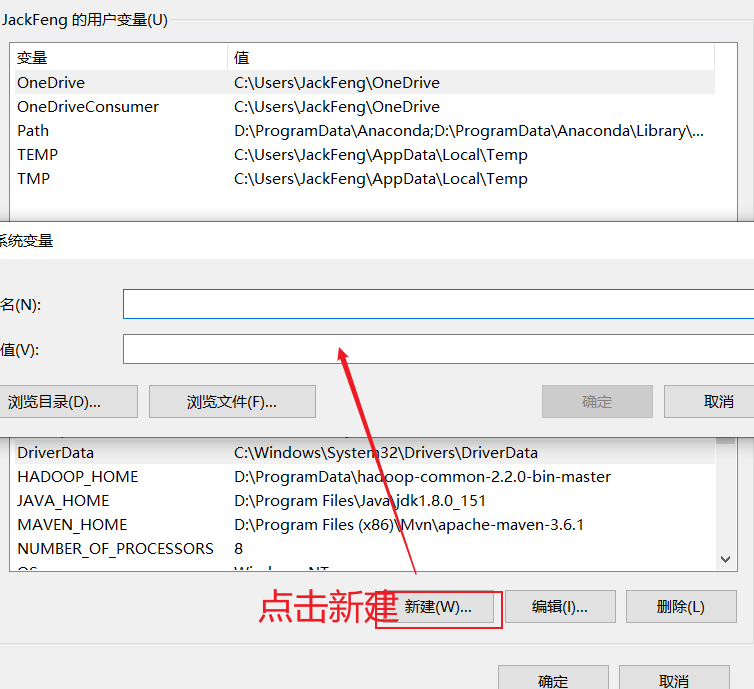 JackFeng 的用户变量(U)
变量 值
OneDrive C:\Users\JackFeng\OneDrive
OneDriveConsumer C:\Users\JackFeng\OneDrive
Path D:\ProgramData\Anaconda;D:\ProgramData\Anaconda\Library\...
TEMP C:\Users\JackFeng\AppData\Local\Temp
TMP C:\Users\JackFeng\AppData\Local\Temp
系统变量
名(N):
值(V):
浏览目录(D)... 浏览文件(F)... 确定 取消
DriverData C:\Windows\System32\Drivers\DriverData
HADOOP_HOME D:\ProgramData\hadoop-common-2.2.0-bin-master
JAVA_HOME D:\Program Files\Java\jdk1.8.0_151
MAVEN_HOME D:\Program Files (x86)\Mvn\apache-maven-3.6.1
NUMBER_OF_PROCESSORS 8
OS Windows_NT
点击新建 新建(W)... 编辑(I)... 删除(L)
确定 取消